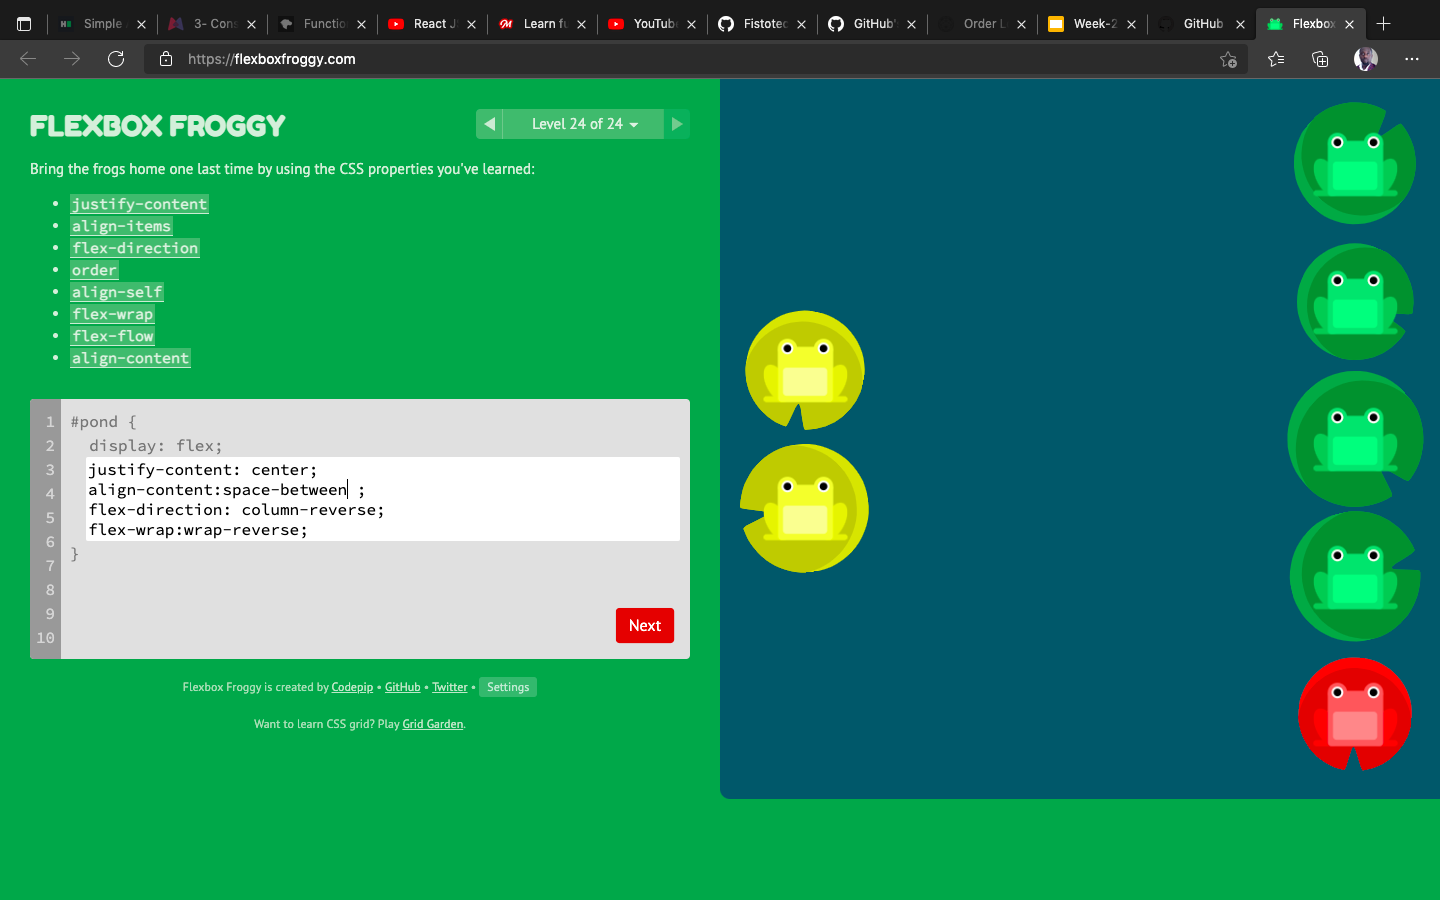 Simple
3- Cons
Functio
React J
Learn fu
YouTub
Fistotec
GitHub'
Order L
Week-2
GitHub
Flexbox
https://flexboxfroggy.com
FLEXBOX FROGGY
Level 24 of 24
Bring the frogs home one last time by using the CSS properties you've learned:
justify-content
align-items
flex-direction
order
align-self
flex-wrap
flex-flow
align-content
1 #pond {
2 display: flex;
3 justify-content: center;
4 align-content:space-between ;
5 flex-direction: column-reverse;
6 flex-wrap:wrap-reverse;
7 }
8
9
10
Next
Flexbox Froggy is created by Codepip • GitHub • Twitter • Settings
Want to learn CSS grid? Play Grid Garden.